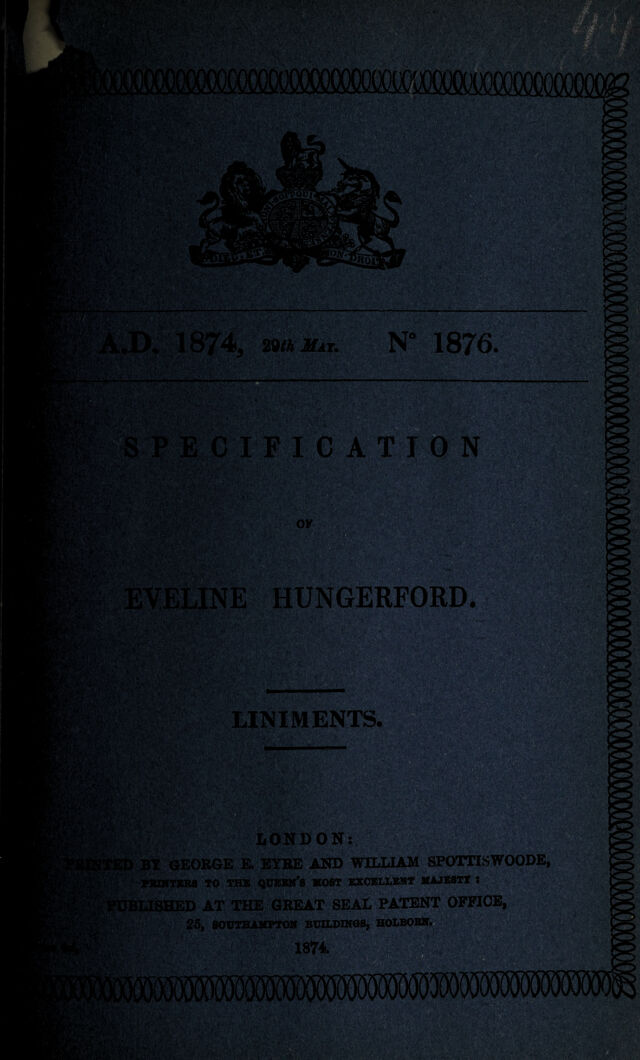 A.D. 1874, 29th MAY. N° 1876.
SPECIFICATION
OF
EVELINE HUNGERFORD.
LINIMENTS.
LONDON:
PRINTED BY GEORGE E. EYRE AND WILLIAM SPOTTISWOODE,
PRINTERS TO THE QUEEN'S MOST EXCELLENT MAJESTY:
PUBLISHED AT THE GREAT SEAL PATENT OFFICE,
25, SOUTHAMPTON BUILDINGS, HOLBORN.
1874.